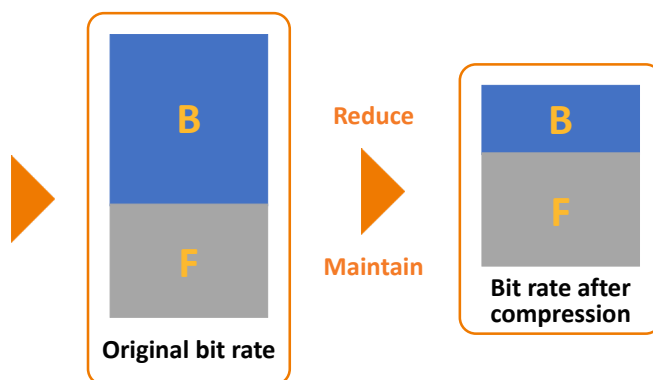 B
F
Original bit rate
Reduce
Maintain
B
F
Bit rate after
compression